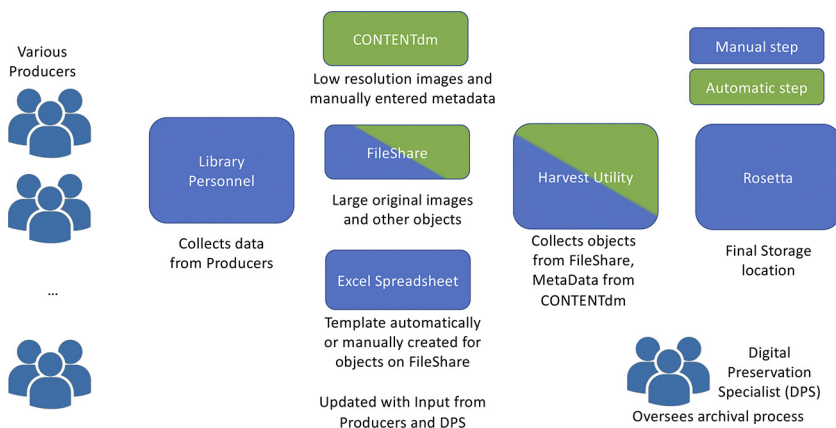 Various
Producers
...
Library
Personnel
Collects data
from Producers
CONTENTdm
Low resolution images and
manually entered metadata
FileShare
Large original images
and other objects
Excel Spreadsheet
Template automatically
or manually created for
objects on FileShare
Updated with Input from
Producers and DPS
Harvest Utility
Collects objects
from FileShare,
MetaData from
CONTENTdm
Manual step
Automatic step
Rosetta
Final Storage
location
Digital
Preservation
Specialist (DPS)
Oversees archival process